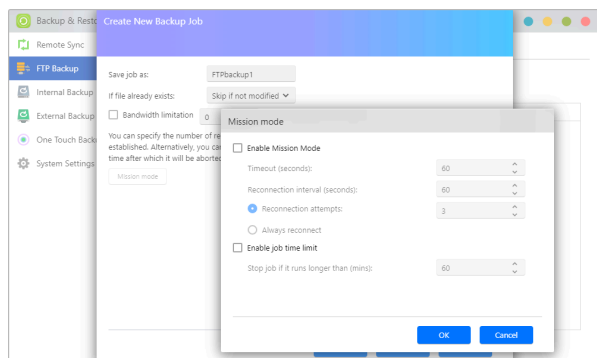 Backup & Resto
Create New Backup Job
Remote Sync
FTP Backup
Internal Backup
External Backup
One Touch Back
System Settings
Save job as:
FTPbackup1
If file already exists:
Skip if not modified
Bandwidth limitation
0
You can specify the number of re
established. Alternatively, you ca
time after which it will be aborted
Mission mode
Mission mode
Enable Mission Mode
Timeout (seconds):
60
Reconnection interval (seconds):
60
Reconnection attempts:
3
Always reconnect
Enable job time limit
Stop job if it runs longer than (mins):
60
OK
Cancel